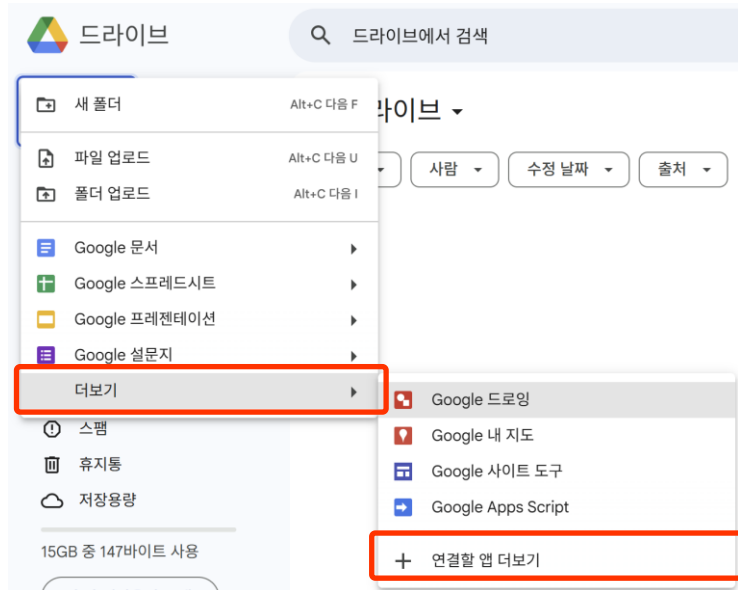 드라이브
드라이브에서 검색
새 폴더 Alt+C 다음 F
라이브
파일 업로드 Alt+C 다음 U
사람
수정 날짜
출처
폴더 업로드 Alt+C 다음 I
Google 문서
Google 스프레드시트
Google 프레젠테이션
Google 설문지
더보기
Google 드로잉
스팸
Google 내 지도
휴지통
Google 사이트 도구
저장용량
Google Apps Script
15GB 중 147바이트 사용
연결할 앱 더보기